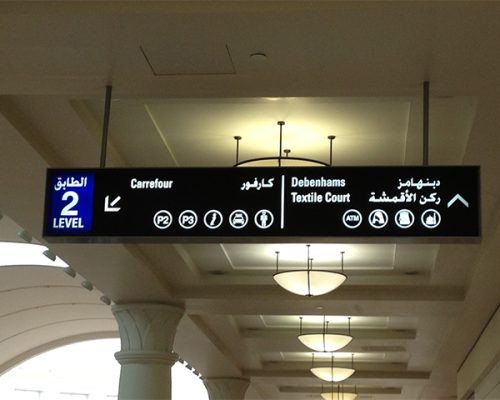 الطابق
2
LEVEL
Carrefour كارفور
P2 P3 i
Debenhams دبنهامز
Textile Court ركن الأقمشة
ATM